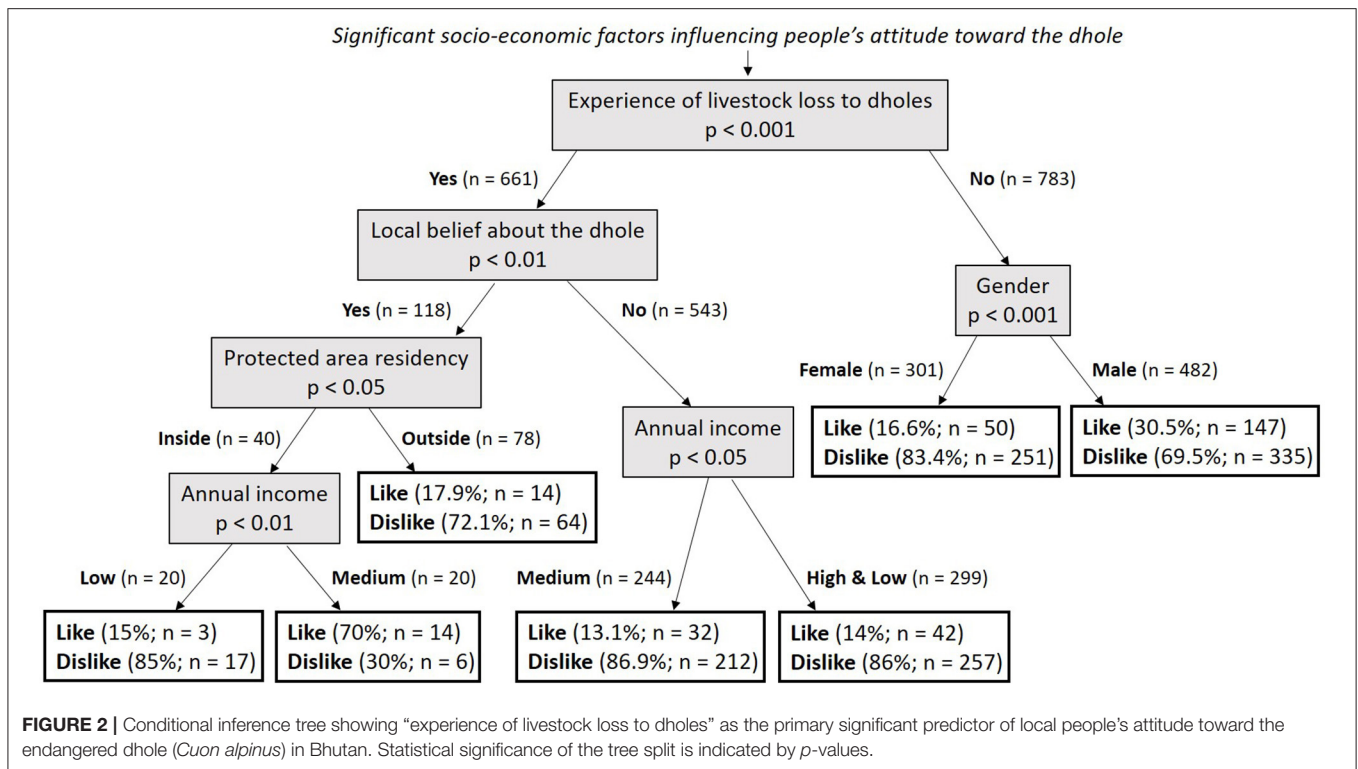 Significant socio-economic factors influencing people's attitude toward the dhole
Experience of livestock loss to dholes
p < 0.001
Yes (n = 661)
No (n = 783)
Local belief about the dhole
p < 0.01
Gender
p < 0.001
Yes (n = 118)
No (n = 543)
Protected area residency
p < 0.05
Female (n = 301)
Male (n = 482)
Annual income
p < 0.05
Like (16.6%; n = 50)
Dislike (83.4%; n = 251)
Like (30.5%; n = 147)
Dislike (69.5%; n = 335)
Inside (n = 40)
Outside (n = 78)
Annual income
p < 0.01
Like (17.9%; n = 14)
Dislike (72.1%; n = 64)
Low (n = 20)
Medium (n = 20)
Medium (n = 244)
High & Low (n = 299)
Like (15%; n = 3)
Dislike (85%; n = 17)
Like (70%; n = 14)
Dislike (30%; n = 6)
Like (13.1%; n = 32)
Dislike (86.9%; n = 212)
Like (14%; n = 42)
Dislike (86%; n = 257)
FIGURE 2 | Conditional inference tree showing "experience of livestock loss to dholes" as the primary significant predictor of local people's attitude toward the
endangered dhole (Cuon alpinus) in Bhutan. Statistical significance of the tree split is indicated by p-values.